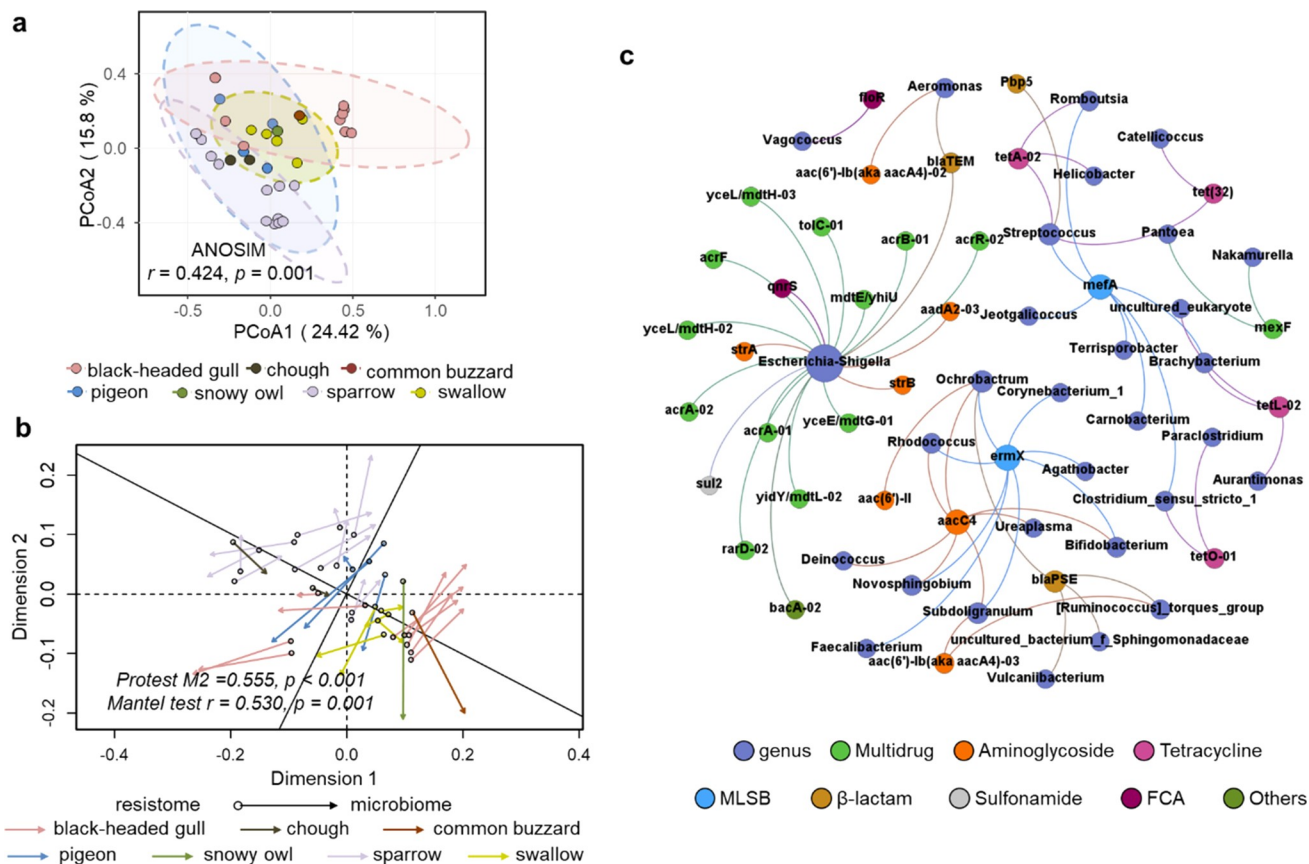 a
PCoA2 ( 15.8 %)
0.4
0.0
-0.4
ANOSIM
r = 0.424, p = 0.001
-0.5
0.0
0.5
1.0
PCoA1 ( 24.42 %)
black-headed gull
chough
common buzzard
pigeon
snowy owl
sparrow
swallow
b
Dimension 2
0.2
0.1
0.0
-0.1
-0.2
Protest M2 =0.555, p < 0.001
Mantel test r = 0.530, p = 0.001
-0.4
-0.2
0.0
0.2
0.4
Dimension 1
resistome
microbiome
black-headed gull
chough
common buzzard
pigeon
snowy owl
sparrow
swallow
c
floR
Aeromonas
Pbp5
Romboutsia
Vagococcus
Catellicoccus
aac(6')-Ib(aka aacA4)-02
blaTEM
tetA-02
Helicobacter
yceL/mdtH-03
tet(32)
tolC-01
acrB-01
acrR-02
Streptococcus
Pantoea
acrF
Nakamurella
qnrS
mdtE/yhiU
mefA
aadA2-03
Jeotgalicoccus
uncultured_eukaryote
yceL/mdtH-02
mexF
strA
Escherichia-Shigella
Terrisporobacter
Brachybacterium
strB
Ochrobactrum
Corynebacterium_1
acrA-02
acrA-01
yceE/mdtG-01
Carnobacterium
tetL-02
Rhodococcus
Paraclostridium
ermX
Agathobacter
sul2
yidY/mdtL-02
aac(6')-II
Clostridium_sensu_stricto_1
Aurantimonas
aacC4
Ureaplasma
rarD-02
Deinococcus
Bifidobacterium
tetO-01
Novosphingobium
blaPSE
bacA-02
Subdoligranulum
[Ruminococcus]_torques_group
Faecalibacterium
uncultured_bacterium_f_Sphingomonadaceae
aac(6')-Ib(aka aacA4)-03
Vulcaniibacterium
genus
Multidrug
Aminoglycoside
Tetracycline
MLSB
β-lactam
Sulfonamide
FCA
Others